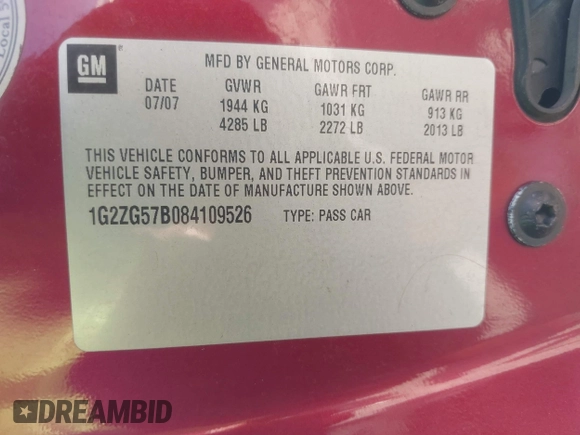 Local
GM
MFD BY GENERAL MOTORS CORP.
DATE GVWR GAWR FRT GAWR RR
07/07 1944 KG 1031 KG 913 KG
4285 LB 2272 LB 2013 LB
THIS VEHICLE CONFORMS TO ALL APPLICABLE U.S. FEDERAL MOTOR
VEHICLE SAFETY, BUMPER, AND THEFT PREVENTION STANDARDS IN
EFFECT ON THE DATE OF MANUFACTURE SHOWN ABOVE.
1G2ZG57B084109526 TYPE: PASS CAR
DREAMBID